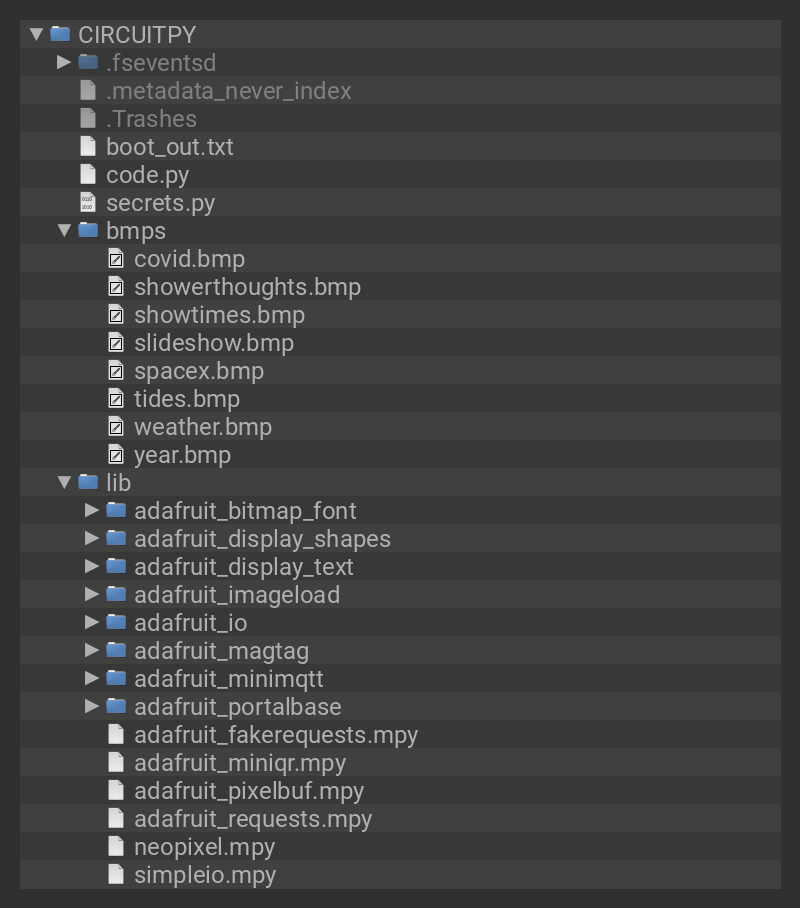 CIRCUITPY
.fseventsd
.metadata_never_index
.Trashes
boot_out.txt
code.py
secrets.py
bmps
covid.bmp
showerthoughts.bmp
showtimes.bmp
slideshow.bmp
spacex.bmp
tides.bmp
weather.bmp
year.bmp
lib
adafruit_bitmap_font
adafruit_display_shapes
adafruit_display_text
adafruit_imageload
adafruit_io
adafruit_magtag
adafruit_minimqtt
adafruit_portalbase
adafruit_fakerequests.mpy
adafruit_miniqr.mpy
adafruit_pixelbuf.mpy
adafruit_requests.mpy
neopixel.mpy
simpleio.mpy